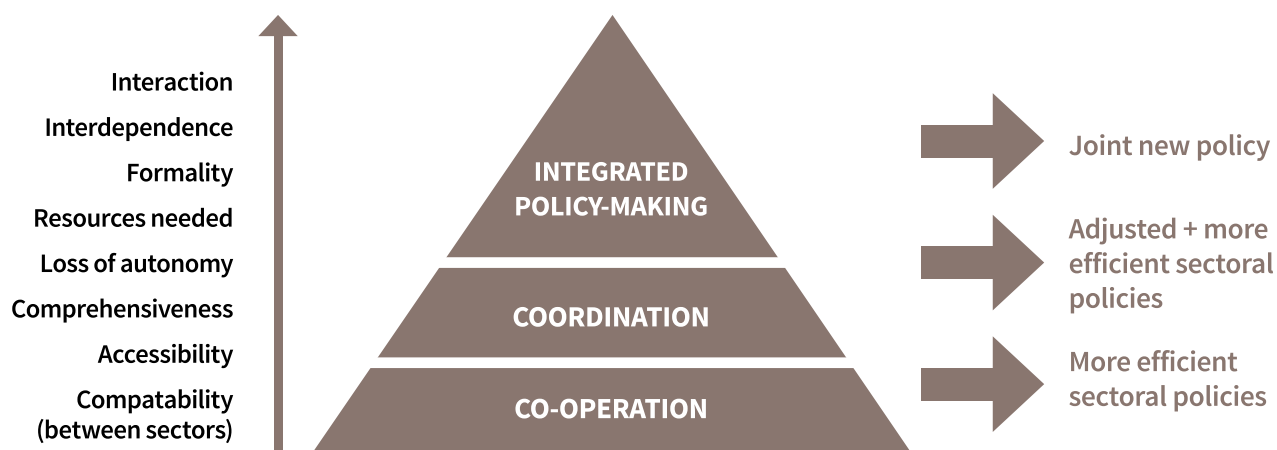 Interaction
Interdependence
Formality
Resources needed
Loss of autonomy
Comprehensiveness
Accessibility
Compatability
(between sectors)
INTEGRATED
POLICY-MAKING
COORDINATION
CO-OPERATION
Joint new policy
Adjusted + more
efficient sectoral
policies
More efficient
sectoral policies